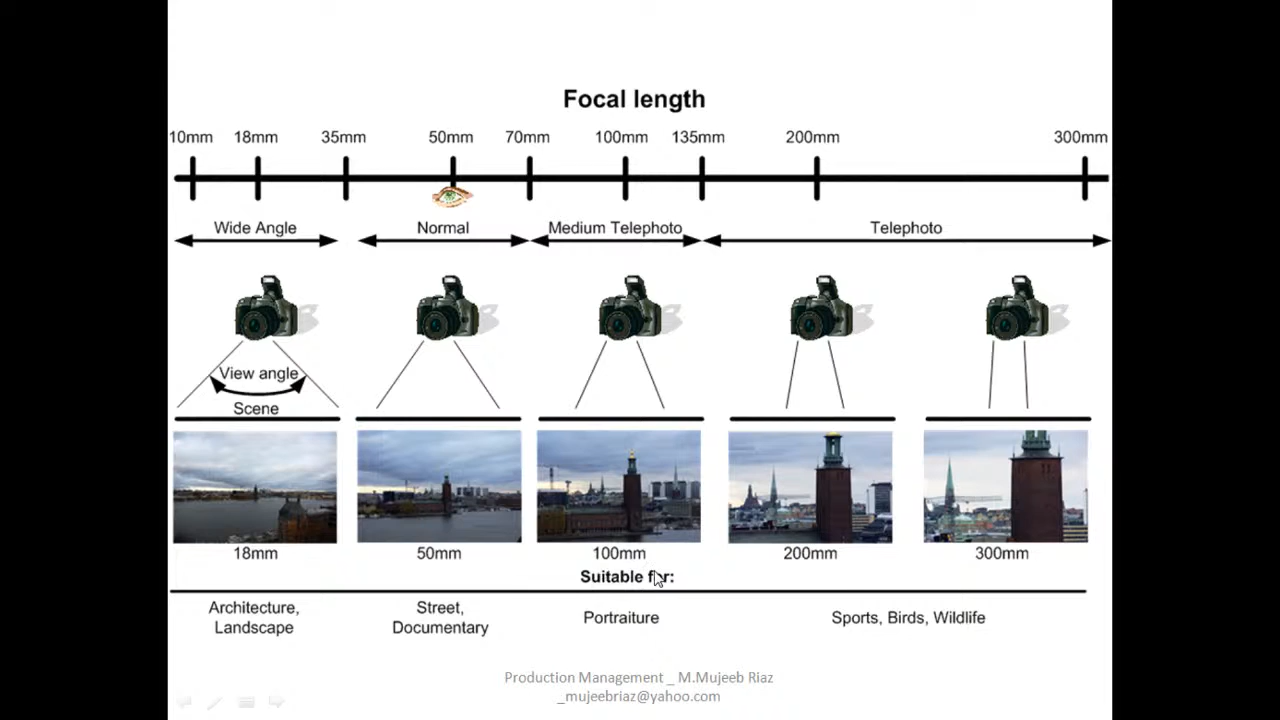 Focal length
10mm 18mm 35mm 50mm 70mm 100mm 135mm 200mm 300mm
Wide Angle Normal Medium Telephoto Telephoto
View angle
Scene
18mm 50mm 100mm 200mm 300mm
Suitable for:
Architecture, Street, Portraiture Sports, Birds, Wildlife
Landscape Documentary
Production Management _ M.Mujeeb Riaz
_mujeebriaz@yahoo.com